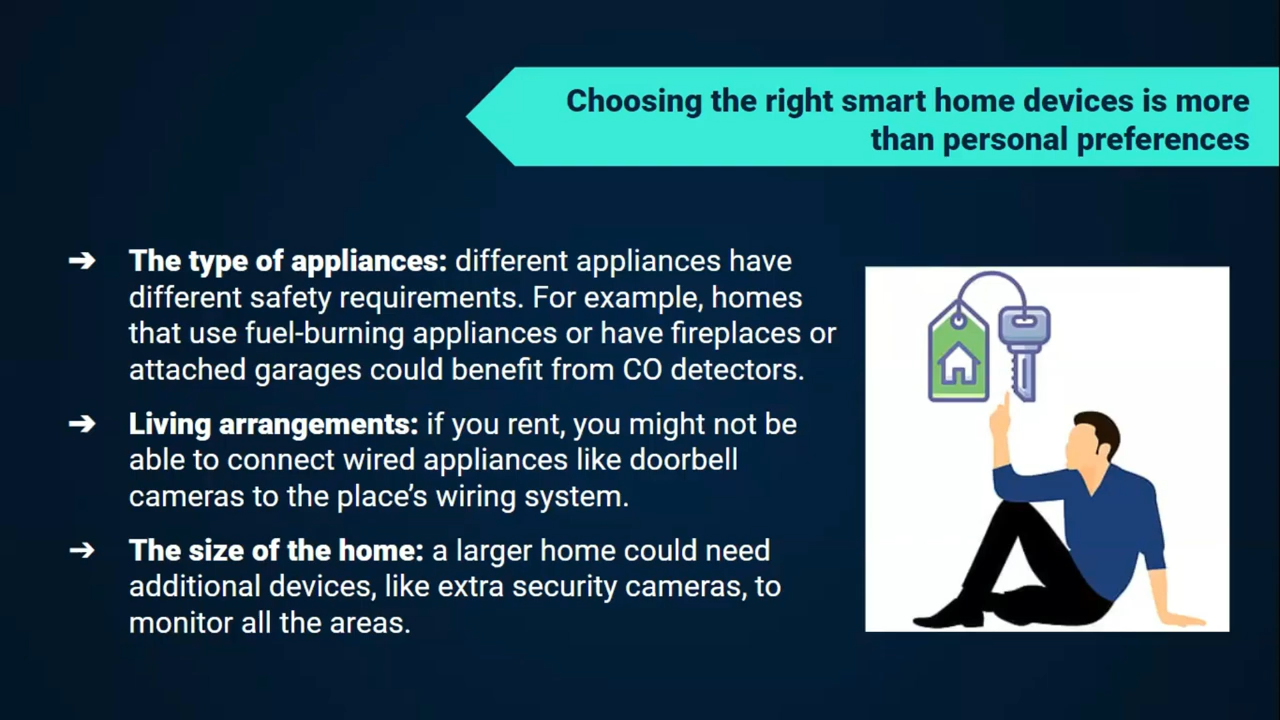 Choosing the right smart home devices is more
than personal preferences
➔ The type of appliances: different appliances have
different safety requirements. For example, homes
that use fuel-burning appliances or have fireplaces or
attached garages could benefit from CO detectors.
➔ Living arrangements: if you rent, you might not be
able to connect wired appliances like doorbell
cameras to the place’s wiring system.
➔ The size of the home: a larger home could need
additional devices, like extra security cameras, to
monitor all the areas.